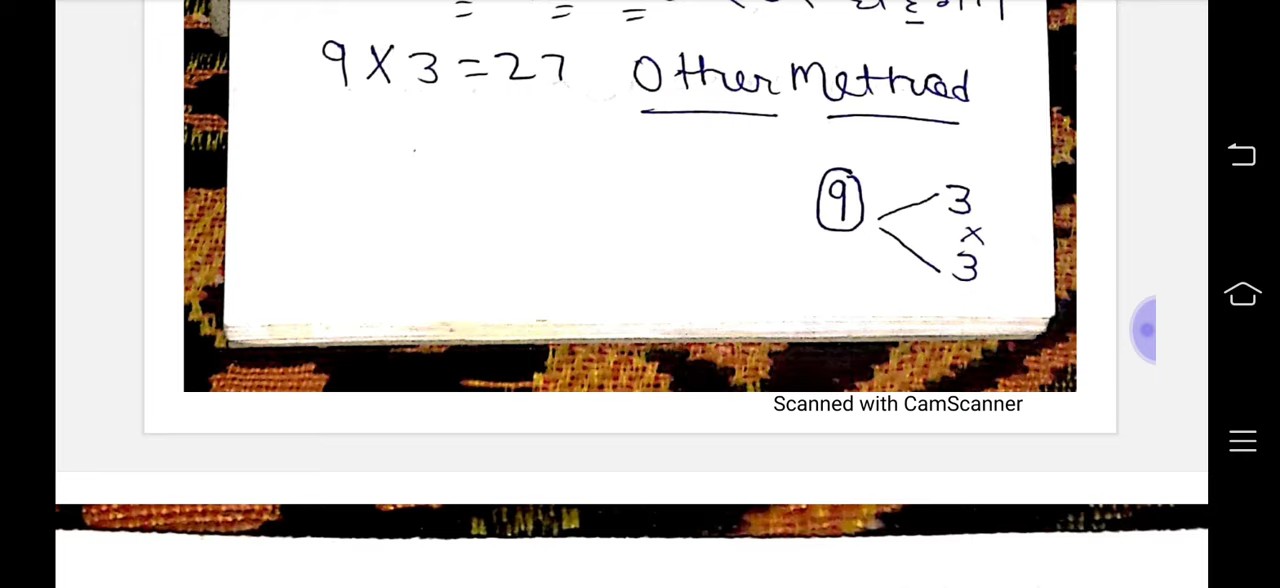 9 X 3 = 27 Other Method
9 3
x
3
Scanned with CamScanner